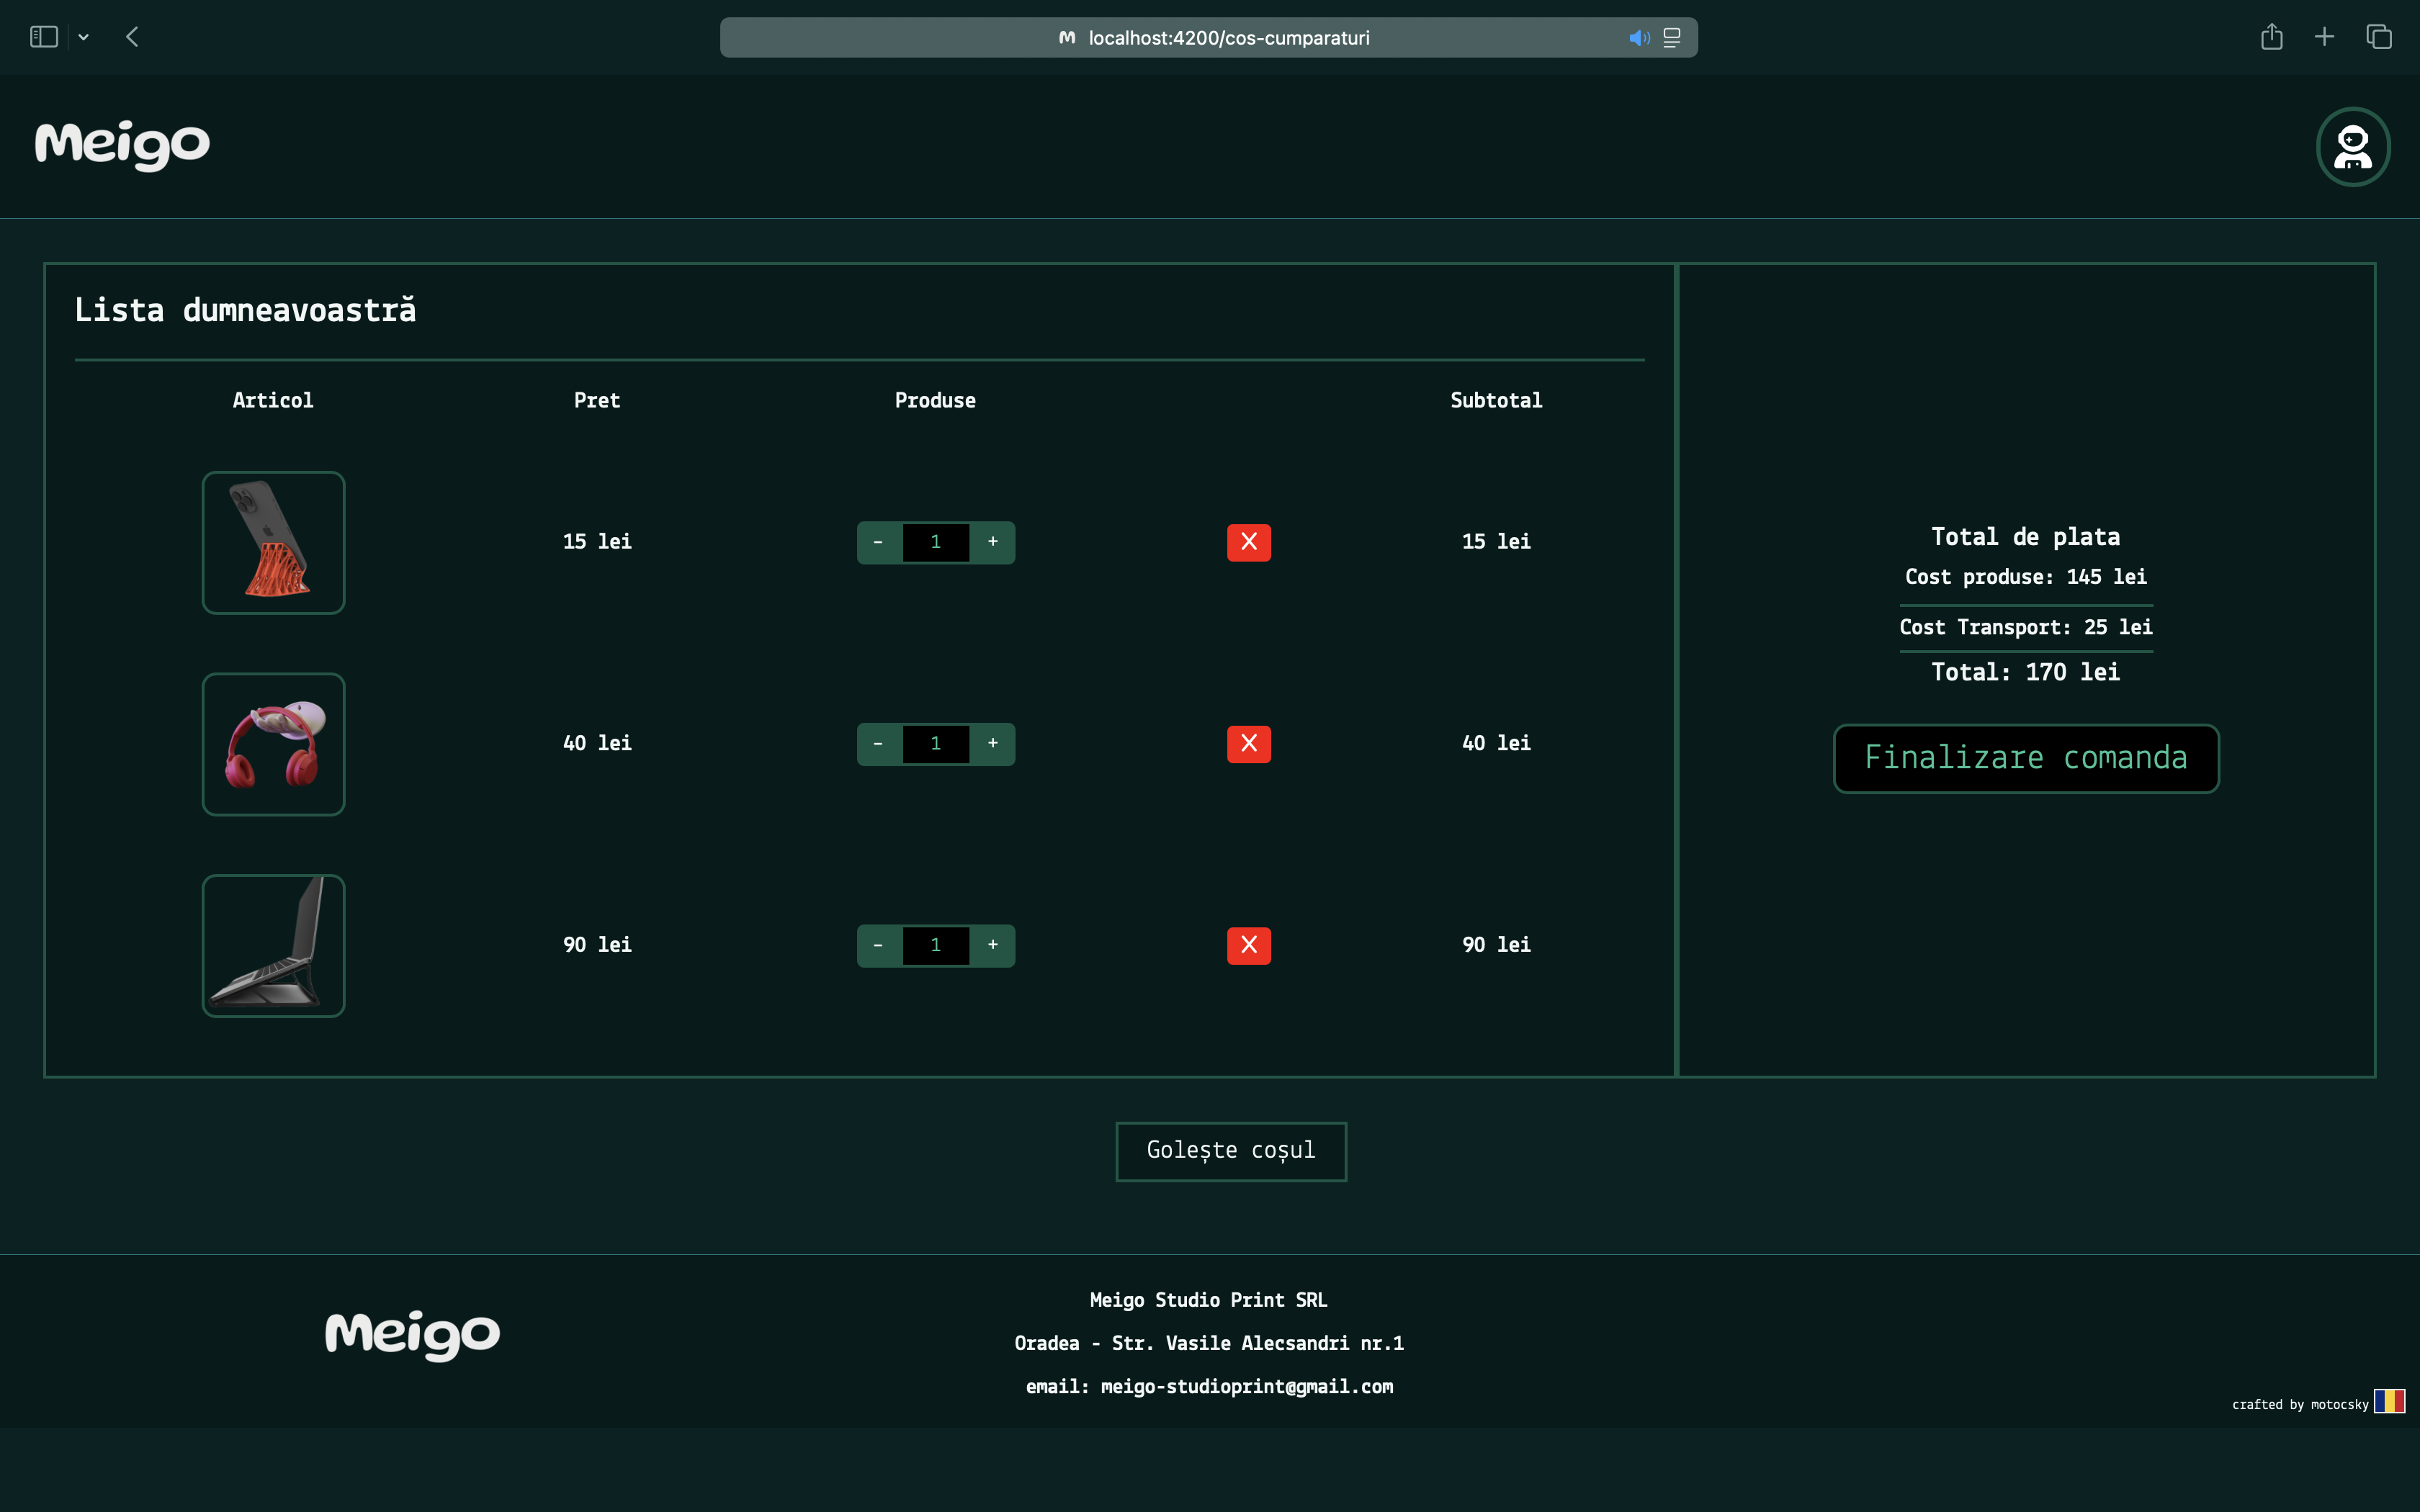 localhost:4200/cos-cumparaturi
Meigo
Lista dumneavoastră
Articol Pret Produse Subtotal
15 lei - 1 + X 15 lei
40 lei - 1 + X 40 lei
90 lei - 1 + X 90 lei
Total de plata
Cost produse: 145 lei
Cost Transport: 25 lei
Total: 170 lei
Finalizare comanda
Golește coșul
Meigo
Meigo Studio Print SRL
Oradea - Str. Vasile Alecsandri nr.1
email: meigo-studioprint@gmail.com
crafted by motocsky